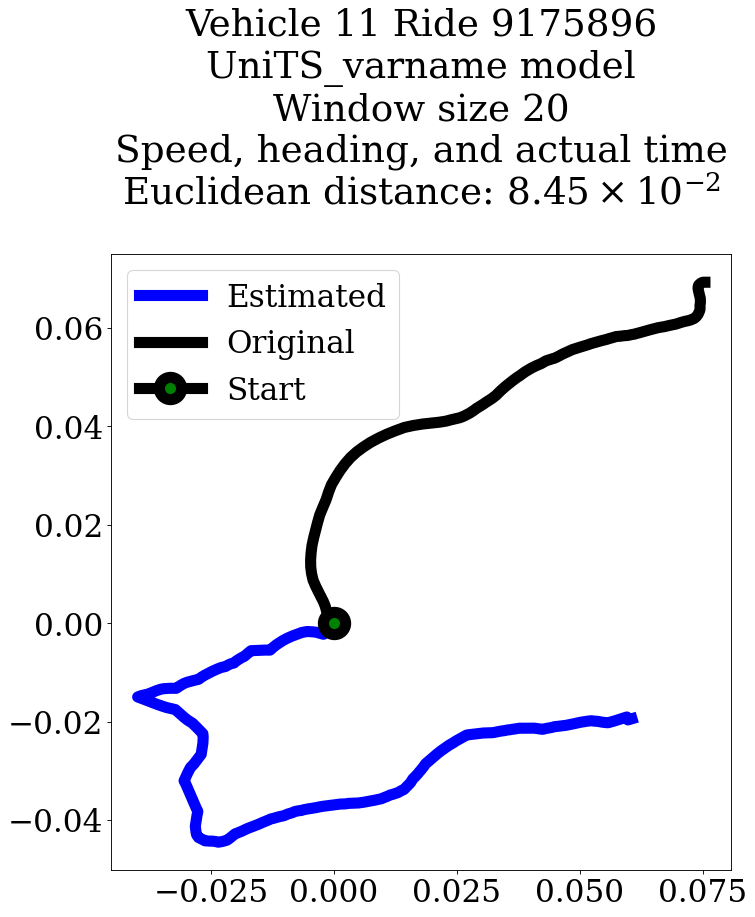 Vehicle 11 Ride 9175896
UniTS_varname model
Window size 20
Speed, heading, and actual time
Euclidean distance: 8.45 × 10⁻²
Estimated
Original
Start
0.06
0.04
0.02
0.00
−0.02
−0.04
−0.025 0.000 0.025 0.050 0.075